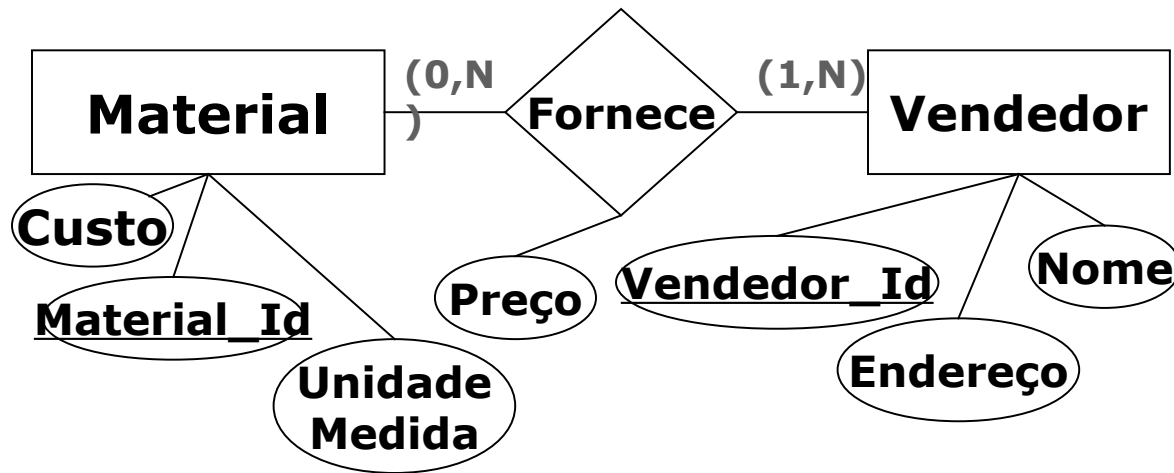 Material
(0,N
)
Fornece
(1,N)
Vendedor
Custo
Material_Id
Unidade
Medida
Preço
Vendedor_Id
Endereço
Nome